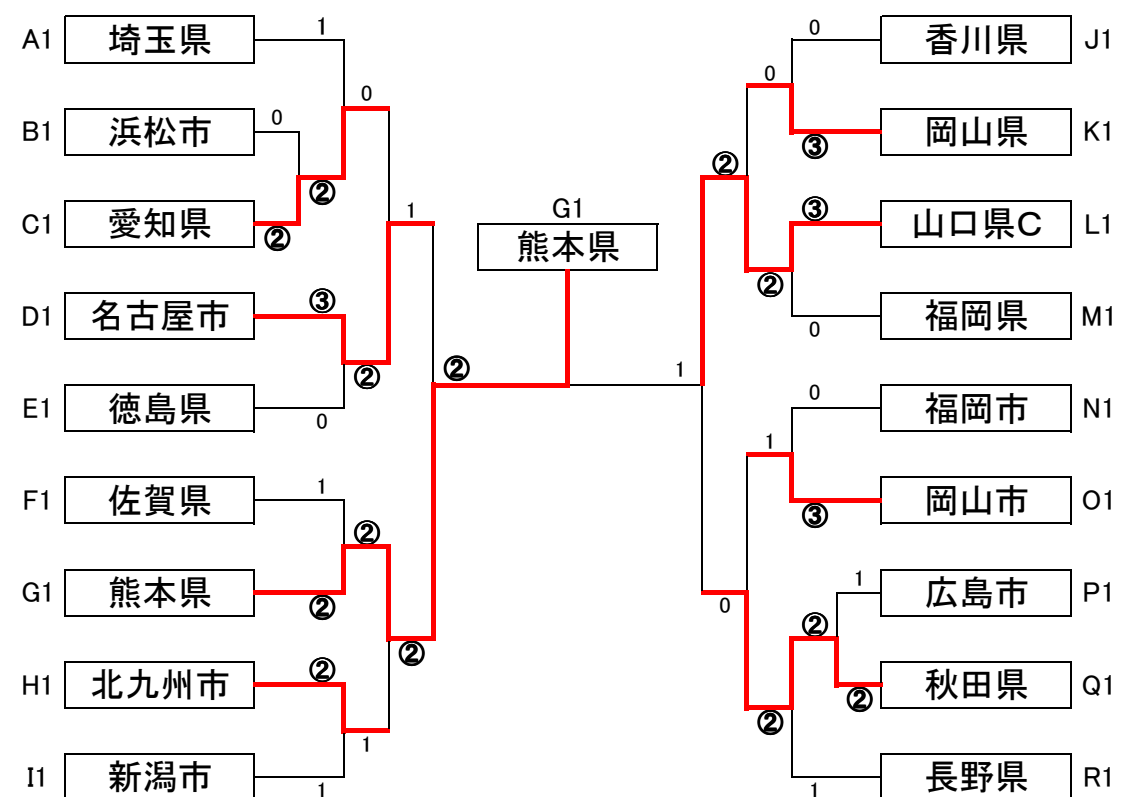 A1 埼玉県 1 0 香川県 J1
0 0
B1 浜松市 0 岡山県 K1
② ② ③
C1 愛知県 ② 1 G1 ③ 山口県C L1
熊本県
D1 名古屋市 ③ ② 福岡県 M1
② 0
② 1
E1 徳島県 0 0 福岡市 N1
1
F1 佐賀県 1 岡山市 O1
② ③
G1 熊本県 ② 0 1 広島市 P1
② ②
H1 北九州市 ② ② 秋田県 Q1
1 ②
I1 新潟市 1 1 長野県 R1